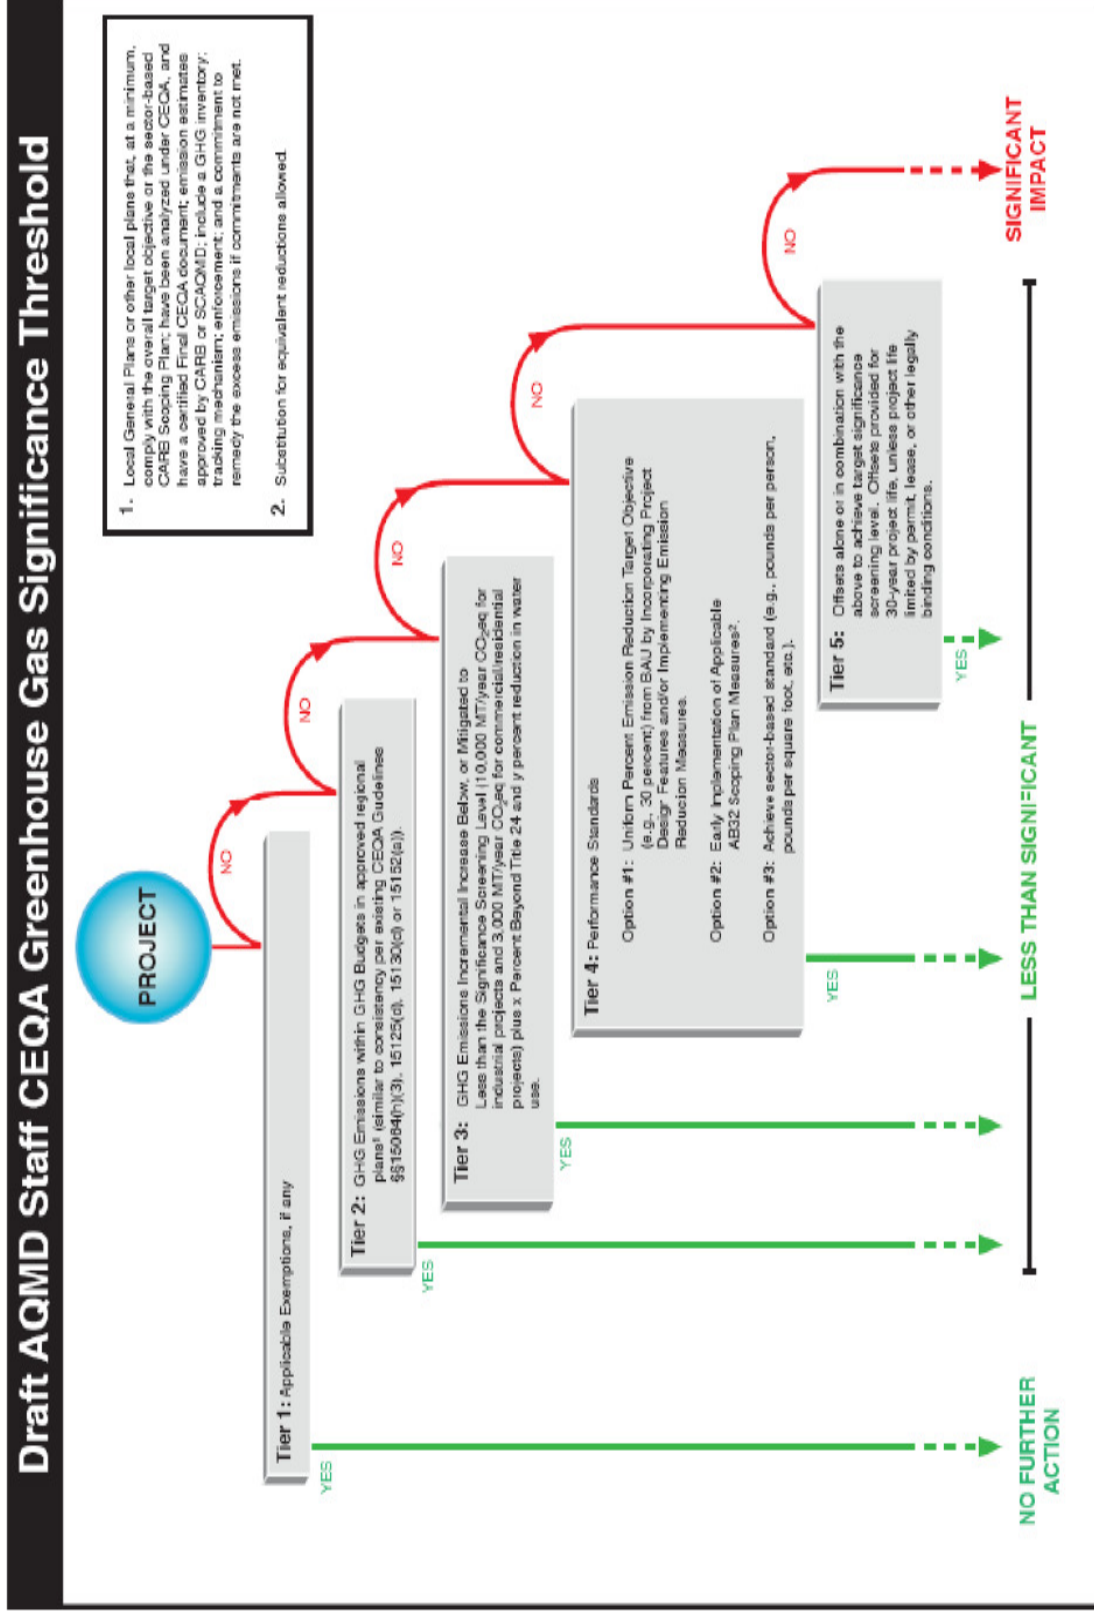 Draft AQMD Staff CEQA Greenhouse Gas Significance Threshold
1. Local General Plans or other local plans that, at a minimum,
comply with the overall target objective or the sector-based
CARB Scoping Plan; have been analyzed under CEQA, and
have a certified Final CEQA document; emission estimates
approved by CARB or SCAQMD; include a GHG inventory;
tracking mechanism; enforcement; and a commitment to
remedy the excess emissions if commitments are not met.
2. Substitution for equivalent reductions allowed.
PROJECT
NO
Tier 1: Applicable Exemptions, if any
YES
NO
Tier 2: GHG Emissions within GHG Budgets in approved regional
plans¹ (similar to consistency per existing CEQA Guidelines
§§15064(h)(3), 15125(d), 15130(d) or 15152(a)).
YES
NO
Tier 3: GHG Emissions Incremental Increase Below, or Mitigated to
Less than the Significance Screening Level (10,000 MT/year CO₂eq for
industrial projects and 3,000 MT/year CO₂eq for commercial/residential
projects) plus x Percent Beyond Title 24 and y percent reduction in water
use.
YES
NO
Tier 4: Performance Standards
Option #1: Uniform Percent Emission Reduction Target Objective
(e.g., 30 percent) from BAU by Incorporating Project
Design Features and/or Implementing Emission
Reduction Measures.
Option #2: Early Implementation of Applicable
AB32 Scoping Plan Measures².
Option #3: Achieve sector-based standard (e.g., pounds per person,
pounds per square foot, etc.).
YES
NO
Tier 5: Offsets alone or in combination with the
above to achieve target significance
screening level. Offsets provided for
30-year project life, unless project life
limited by permit, lease, or other legally
binding conditions.
YES
NO FURTHER
ACTION
LESS THAN SIGNIFICANT
SIGNIFICANT
IMPACT